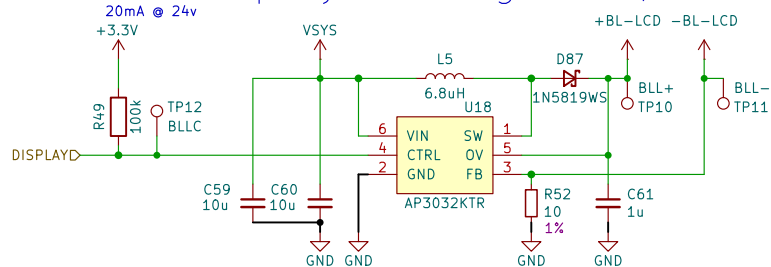 20mA @ 24v
+3.3V
VSYS
+BL-LCD
-BL-LCD
L5
6.8uH
D87
1N5819WS
BLL+
TP10
BLL-
TP11
R49
100k
TP12
BLLC
U18
6 VIN SW 1
DISPLAY
4 CTRL OV 5
2 GND FB 3
AP3032KTR
C59
10u
C60
10u
R52
10
1%
C61
1u
GND
GND
GND
GND